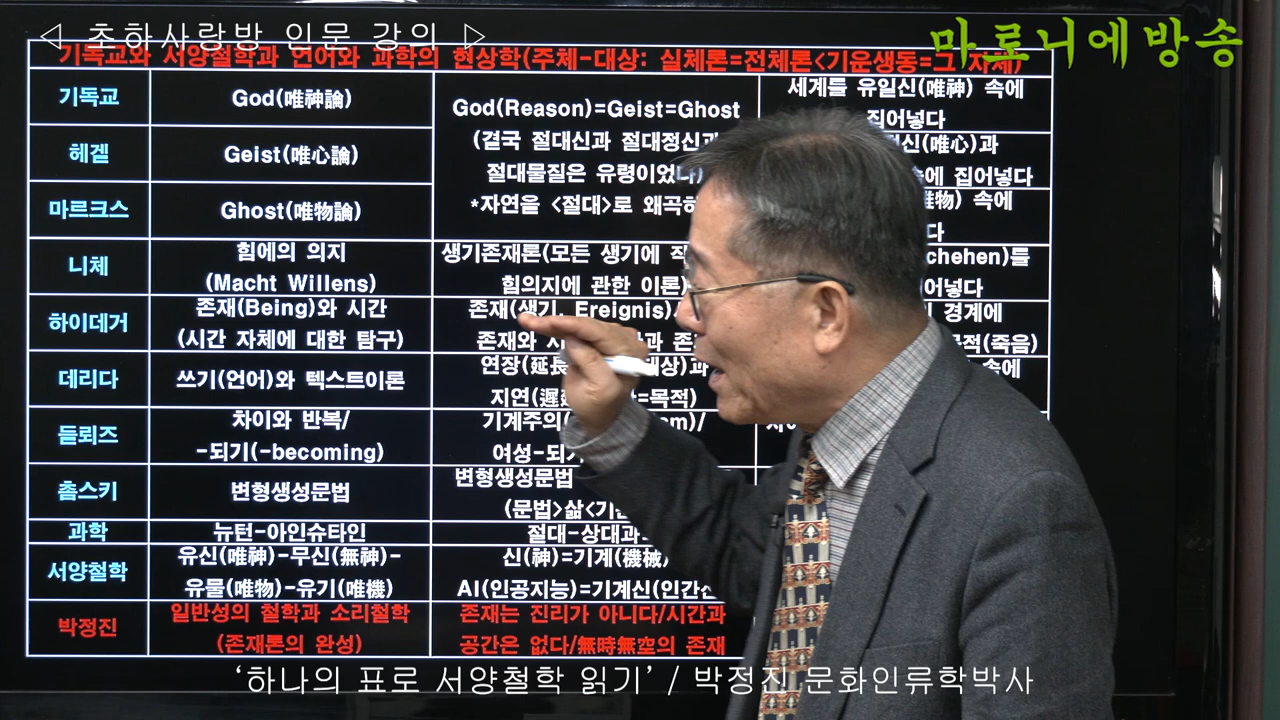 ◁ 초하사랑방 인문 강의 ▷
마로니에방송
기독교와 서양철학과 언어와 과학의 현상학(주체-대상: 실체론=전체론<기운생동=그 자체)
기독교
God(唯神論)
God(Reason)=Geist=Ghost
(결국 절대신과 절대정신과
절대물질은 유령이었다)
*자연을 <절대>로 왜곡하
세계를 유일신(唯神) 속에
집어넣다
헤겔
Geist(唯心論)
(唯心)과
집어넣다
마르크스
Ghost(唯物論)
속에
다
니체
힘에의 의지
(Macht Willens)
생기존재론(모든 생기에
힘의지에 관한 이론)
chehen)를
어넣다
하이데거
존재(Being)와 시간
(시간 자체에 대한 탐구)
존재(생기, Ereignis)
존재와
경계에
(죽음)
데리다
쓰기(언어)와 텍스트이론
연장(延長
지연(遲延
=목적)
속에
들뢰즈
차이와 반복/
-되기(-becoming)
기계주의(
sm)/
여성-되기
촘스키
변형생성문법
변형생성문법
(문법>삶<기운
과학
뉴턴-아인슈타인
절대-상대과
서양철학
유신(唯神)-무신(無神)-
유물(唯物)-유기(唯機)
신(神)=기계(機械)
AI(인공지능)=기계신(인간신
박정진
일반성의 철학과 소리철학
(존재론의 완성)
존재는 진리가 아니다/시간과
공간은 없다/無時無空의 존재
‘하나의 표로 서양철학 읽기’ / 박정진 문화인류학박사